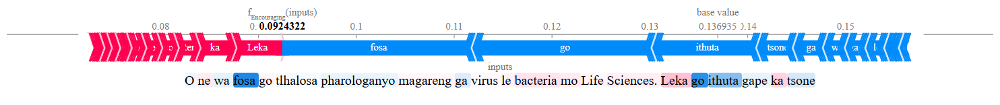 f_Encouraging(inputs) base value
0.08 0. 0.0924322 0.1 0.11 0.12 0.13 0.136935 0.14 0.15
ka Leka fosa go ithuta tsone ga
inputs
O ne wa fosa go tlhalosa pharologanyo magareng ga virus le bacteria mo Life Sciences. Leka go ithuta gape ka tsone